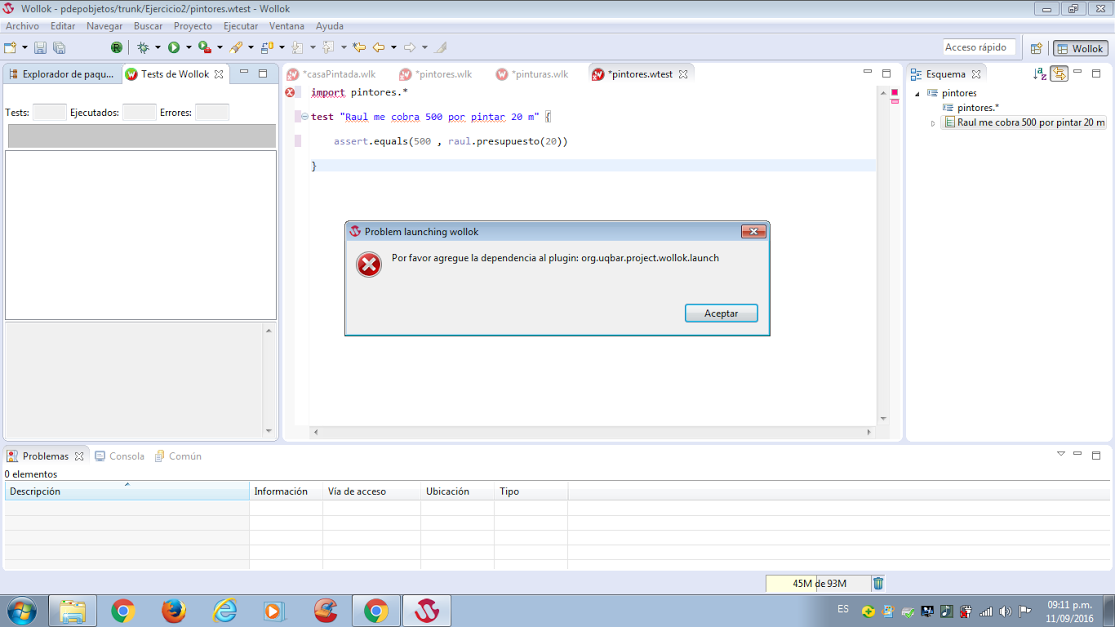 Wollok - pdepobjetos/trunk/Ejercicio2/pintores.wtest - Wollok
Archivo Editar Navegar Buscar Proyecto Ejecutar Ventana Ayuda
Acceso rápido
Wollok
Explorador de paqu...
Tests de Wollok
*casaPintada.wlk
*pintores.wlk
*pinturas.wlk
*pintores.wtest
Esquema
Tests:
Ejecutados:
Errores:
import pintores.*
test "Raul me cobra 500 por pintar 20 m" {
assert.equals(500 , raul.presupuesto(20))
}
pintores
pintores.*
Raul me cobra 500 por pintar 20 m
Problem launching wollok
Por favor agregue la dependencia al plugin: org.uqbar.project.wollok.launch
Aceptar
Problemas
Consola
Común
0 elementos
Descripción Información Vía de acceso Ubicación Tipo
45M de 93M
ES
09:11 p.m.
11/09/2016